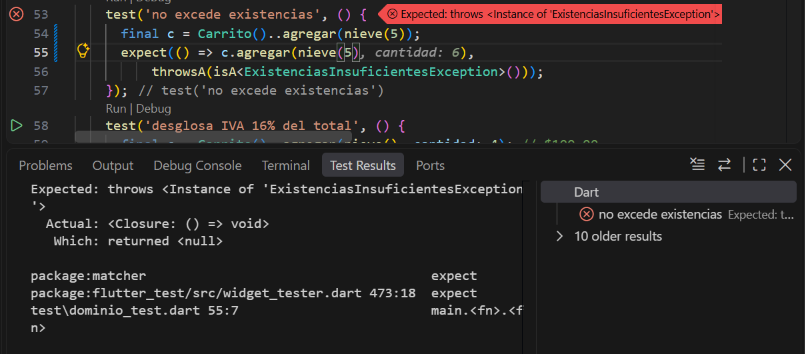 Run | Debug
53 test('no excede existencias', () { Expected: throws <Instance of 'ExistenciasInsuficientesException'>
54 final c = Carrito()..agregar(nieve(5));
55 expect(() => c.agregar(nieve(5), cantidad: 6),
56 throwsA(isA<ExistenciasInsuficientesException>()));
57 }); // test('no excede existencias')
Run | Debug
58 test('desglosa IVA 16% del total', () {
Problems Output Debug Console Terminal Test Results Ports
Expected: throws <Instance of 'ExistenciasInsuficientesException
'>
Actual: <Closure: () => void>
Which: returned <null>
package:matcher expect
package:flutter_test/src/widget_tester.dart 473:18 expect
test\dominio_test.dart 55:7 main.<fn>.<f
n>
Dart
no excede existencias Expected: t...
10 older results